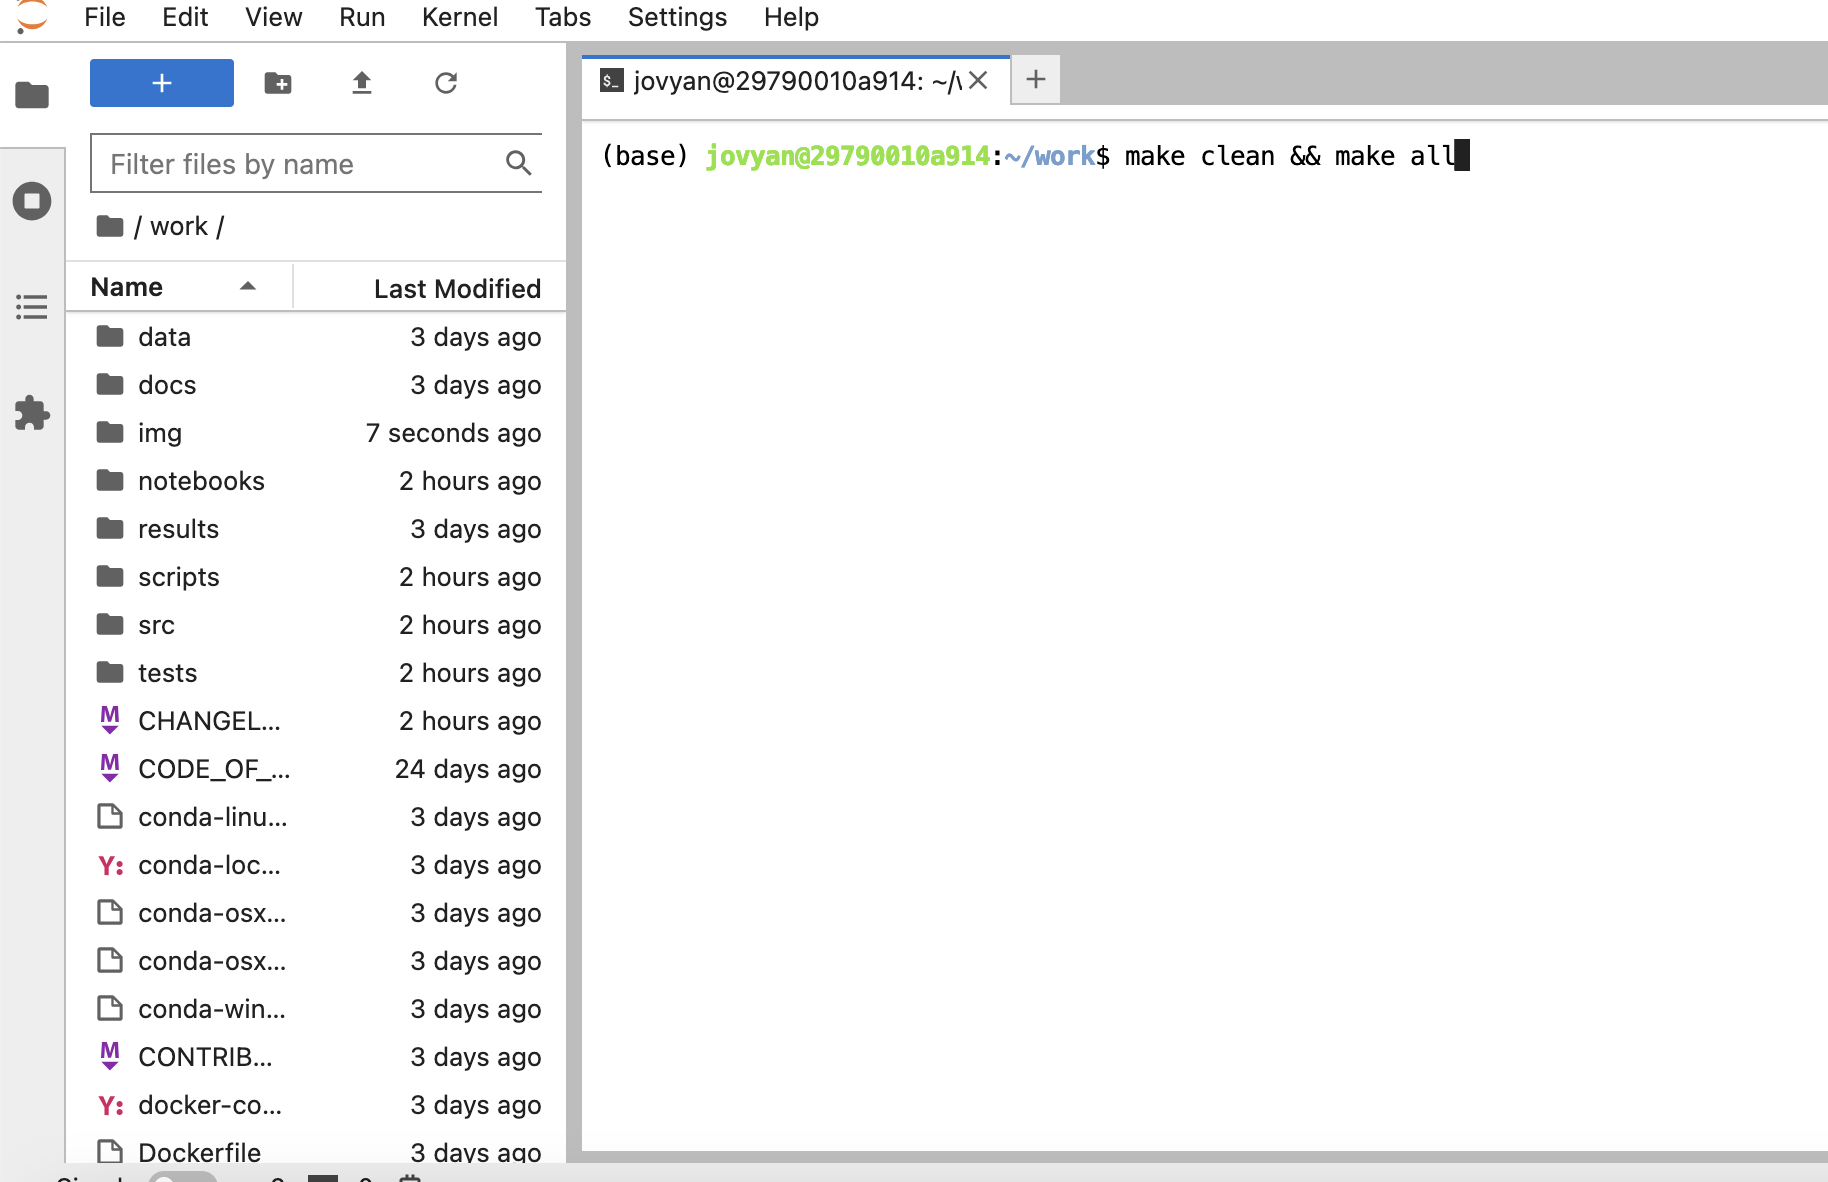 File Edit View Run Kernel Tabs Settings Help
+
$_ jovyan@29790010a914: ~/
+
Filter files by name
/ work /
Name Last Modified
data 3 days ago
docs 3 days ago
img 7 seconds ago
notebooks 2 hours ago
results 3 days ago
scripts 2 hours ago
src 2 hours ago
tests 2 hours ago
M CHANGEL... 2 hours ago
M CODE_OF_... 24 days ago
conda-linu... 3 days ago
Y: conda-loc... 3 days ago
conda-osx... 3 days ago
conda-osx... 3 days ago
conda-win... 3 days ago
M CONTRIB... 3 days ago
Y: docker-co... 3 days ago
Dockerfile 3 days ago
(base) jovyan@29790010a914:~/work$ make clean && make all